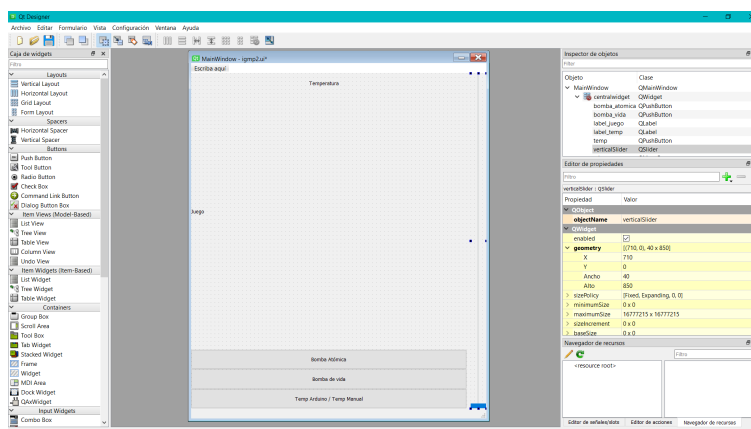 Qt Designer
Archivo Editar Formulario Vista Configuración Ventana Ayuda
Caja de widgets
Filtro
Layouts
Vertical Layout
Horizontal Layout
Grid Layout
Form Layout
Spacers
Horizontal Spacer
Vertical Spacer
Buttons
Push Button
Tool Button
Radio Button
Check Box
Command Link Button
Dialog Button Box
Item Views (Model-Based)
List View
Tree View
Table View
Column View
Undo View
Item Widgets (Item-Based)
List Widget
Tree Widget
Table Widget
Containers
Group Box
Scroll Area
Tool Box
Tab Widget
Stacked Widget
Frame
Widget
MDI Area
Dock Widget
QAxWidget
Input Widgets
Combo Box
MainWindow - igmp2.ui*
Escriba aquí
Temperatura
Juego
Bomba Atómica
Bomba de vida
Temp Arduino / Temp Manuel
Inspector de objetos
Filter
Objeto Clase
MainWindow QMainWindow
centralwidget QWidget
bomba_atomica QPushButton
bomba_vida QPushButton
label_juego QLabel
label_temp QLabel
temp QPushButton
verticalSlider QSlider
Editor de propiedades
Filtro
verticalSlider : QSlider
Propiedad Valor
QObject
objectName verticalSlider
QWidget
enabled
geometry [(710, 0), 40 x 850]
X 710
Y 0
Ancho 40
Alto 850
sizePolicy [Fixed, Expanding, 0, 0]
minimumSize 0 x 0
maximumSize 16777215 x 16777215
sizeIncrement 0 x 0
baseSize 0 x 0
Navegador de recursos
Filtro
<resource root>
Editor de señales/slots Editor de acciones Navegador de recursos